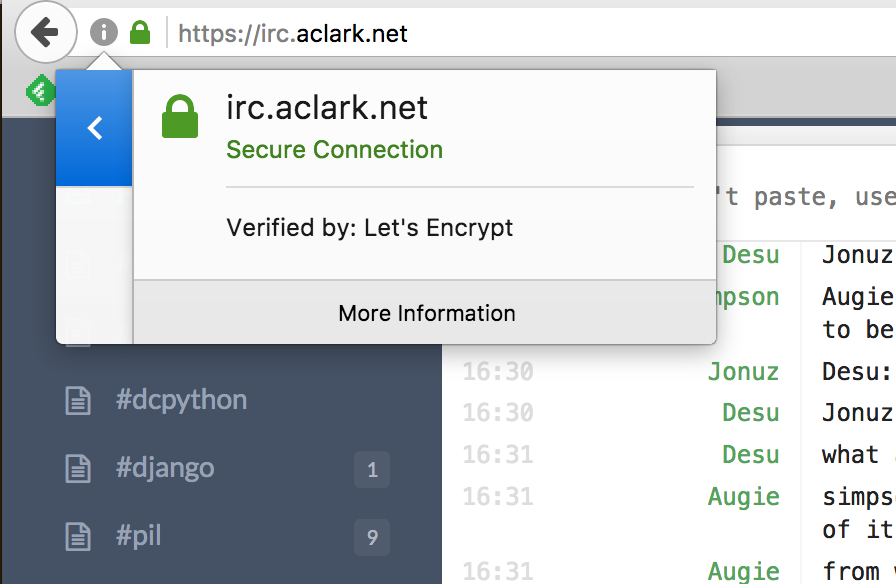 https://irc.aclark.net
irc.aclark.net
Secure Connection
Verified by: Let's Encrypt
More Information
't paste, use
Desu Jonuz
mpson Augie
to be
16:30 Jonuz Desu:
16:30 Desu Jonuz
16:31 Desu what
16:31 Augie simps
of it
16:31 Augie from
#dcpython
#django 1
#pil 9